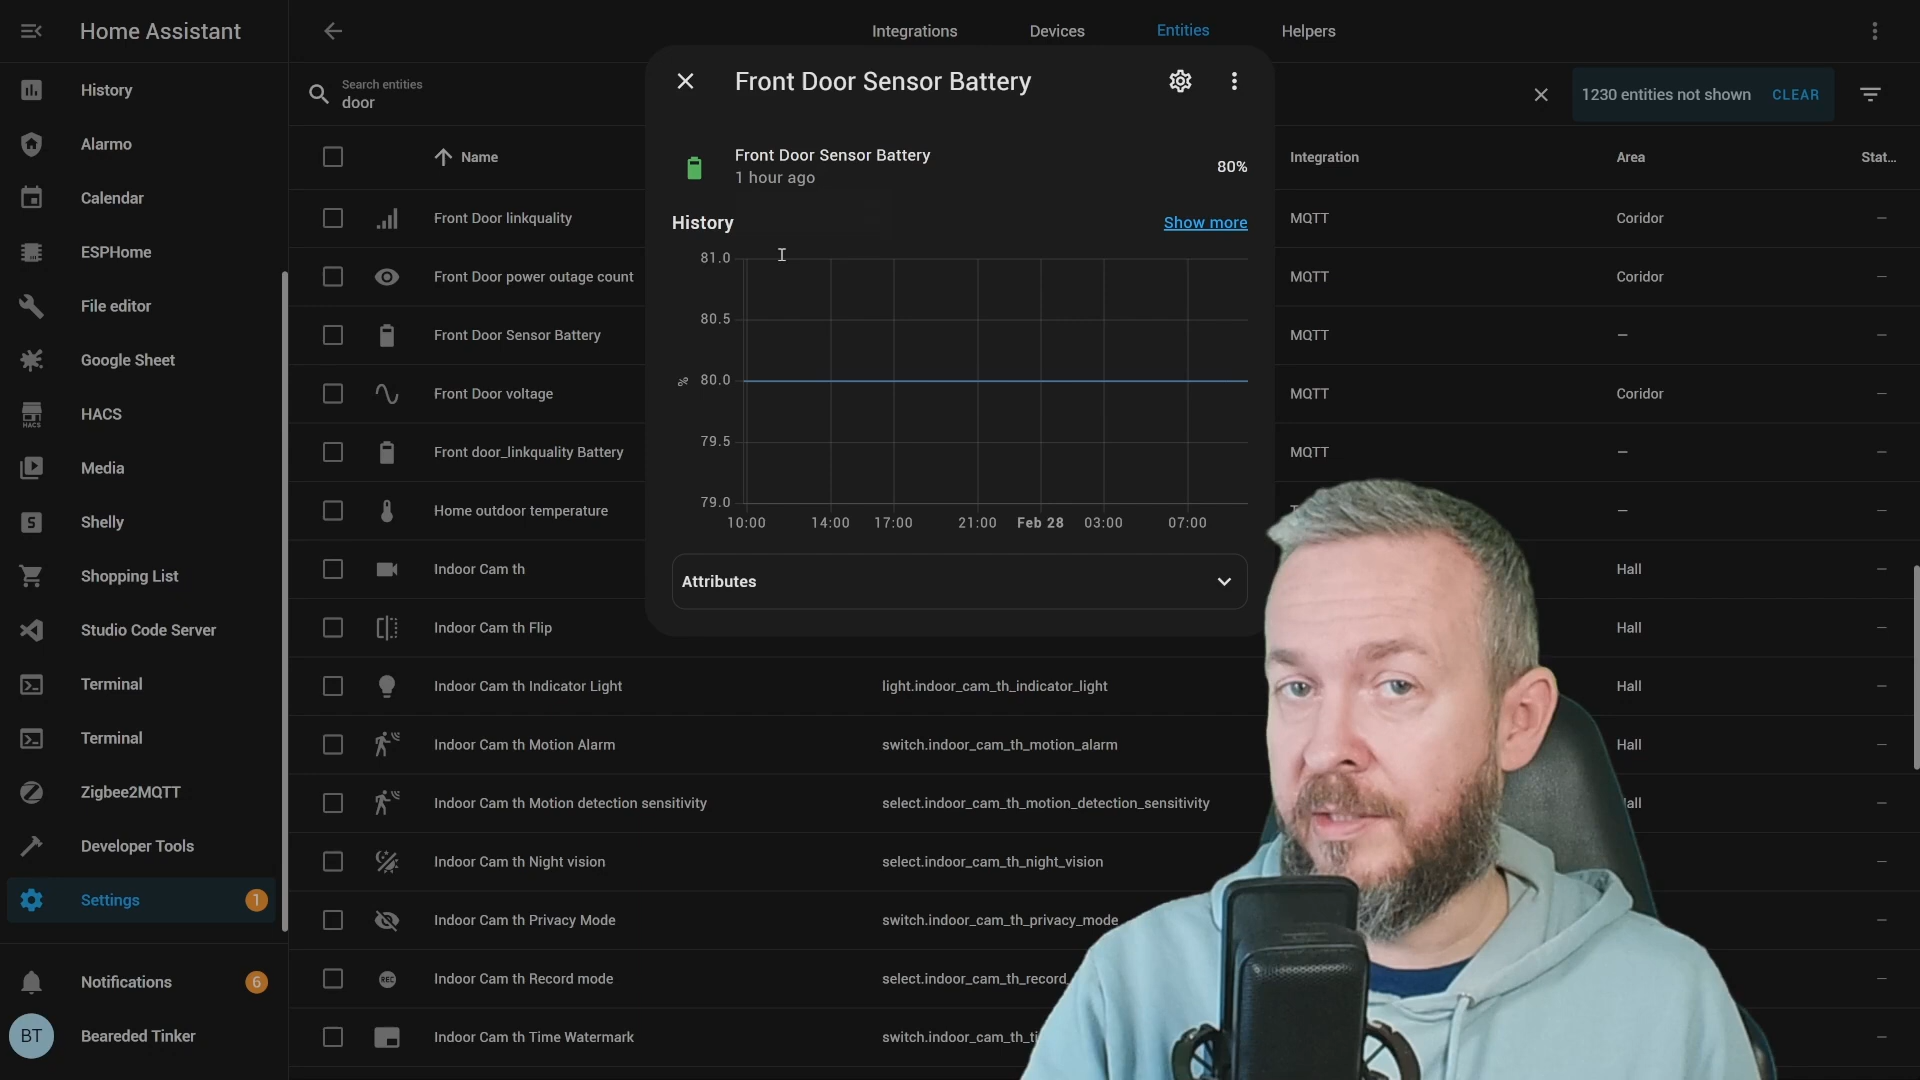 Home Assistant
History
Alarmo
Calendar
ESPHome
File editor
Google Sheet
HACS
HACS
Media
S
Shelly
Shopping List
Studio Code Server
Terminal
Terminal
Zigbee2MQTT
Developer Tools
Settings
1
Notifications
6
BT
Beareded Tinker
Integrations
Devices
Entities
Helpers
Search entities
door
1230 entities not shown
CLEAR
Name
Integration
Area
Stat...
Front Door linkquality
MQTT
Coridor
—
Front Door power outage count
MQTT
Coridor
—
Front Door Sensor Battery
MQTT
—
—
Front Door voltage
MQTT
Coridor
—
Front door_linkquality Battery
MQTT
—
—
Home outdoor temperature
—
—
Indoor Cam th
Hall
—
Indoor Cam th Flip
Hall
—
Indoor Cam th Indicator Light
light.indoor_cam_th_indicator_light
Hall
—
Indoor Cam th Motion Alarm
switch.indoor_cam_th_motion_alarm
Hall
—
Indoor Cam th Motion detection sensitivity
select.indoor_cam_th_motion_detection_sensitivity
—
Indoor Cam th Night vision
select.indoor_cam_th_night_vision
—
Indoor Cam th Privacy Mode
switch.indoor_cam_th_privacy_mode
—
REC
Indoor Cam th Record mode
select.indoor_cam_th_record_
—
Indoor Cam th Time Watermark
switch.indoor_cam_th_ti
—
Front Door Sensor Battery
Front Door Sensor Battery
1 hour ago
80%
History
Show more
81.0
80.5
80.0
79.5
79.0
%
10:00
14:00
17:00
21:00
Feb 28
03:00
07:00
Attributes